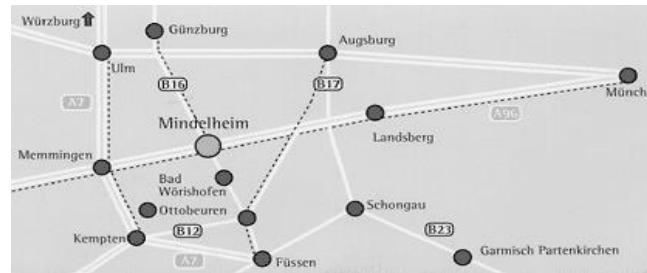 Würzburg
Günzburg
Augsburg
Ulm
B16
B17
Münch
A7
Mindelheim
A96
Landsberg
Memmingen
Bad
Wörishofen
Ottobeuren
Schongau
B12
B23
Kempten
A7
Füssen
Garmisch Partenkirchen